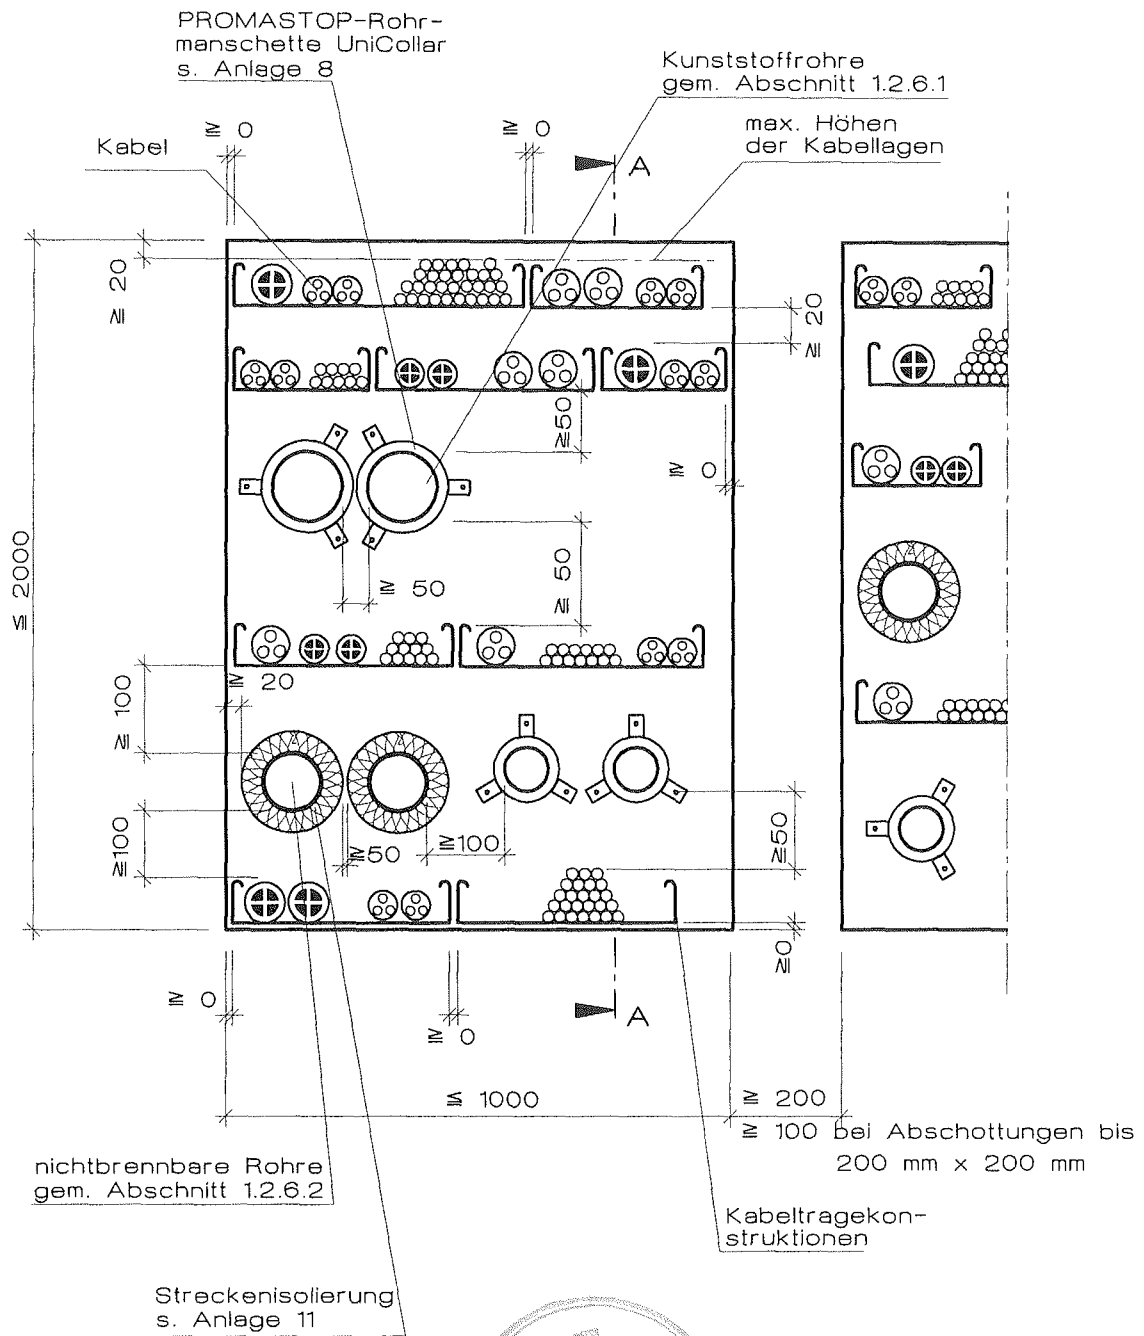 PROMASTOP-Rohr-
manschette UniCollar
s. Anlage 8
Kunststoffrohre
gem. Abschnitt 1.2.6.1
max. Höhen
der Kabellagen
Kabel
≧ 0
≧ 0
A
≧ 20
≧ 20
≧50
≧ 0
≦ 2000
≧ 50
≧ 50
≧ 20
≧ 100
≧100
≧50
≧100
≧50
≧0
≧ 0
≧ 0
A
≦ 1000
≧ 200
≧ 100 bei Abschottungen bis
200 mm x 200 mm
nichtbrennbare Rohre
gem. Abschnitt 1.2.6.2
Kabeltragekon-
struktionen
Streckenisolierung
s. Anlage 11